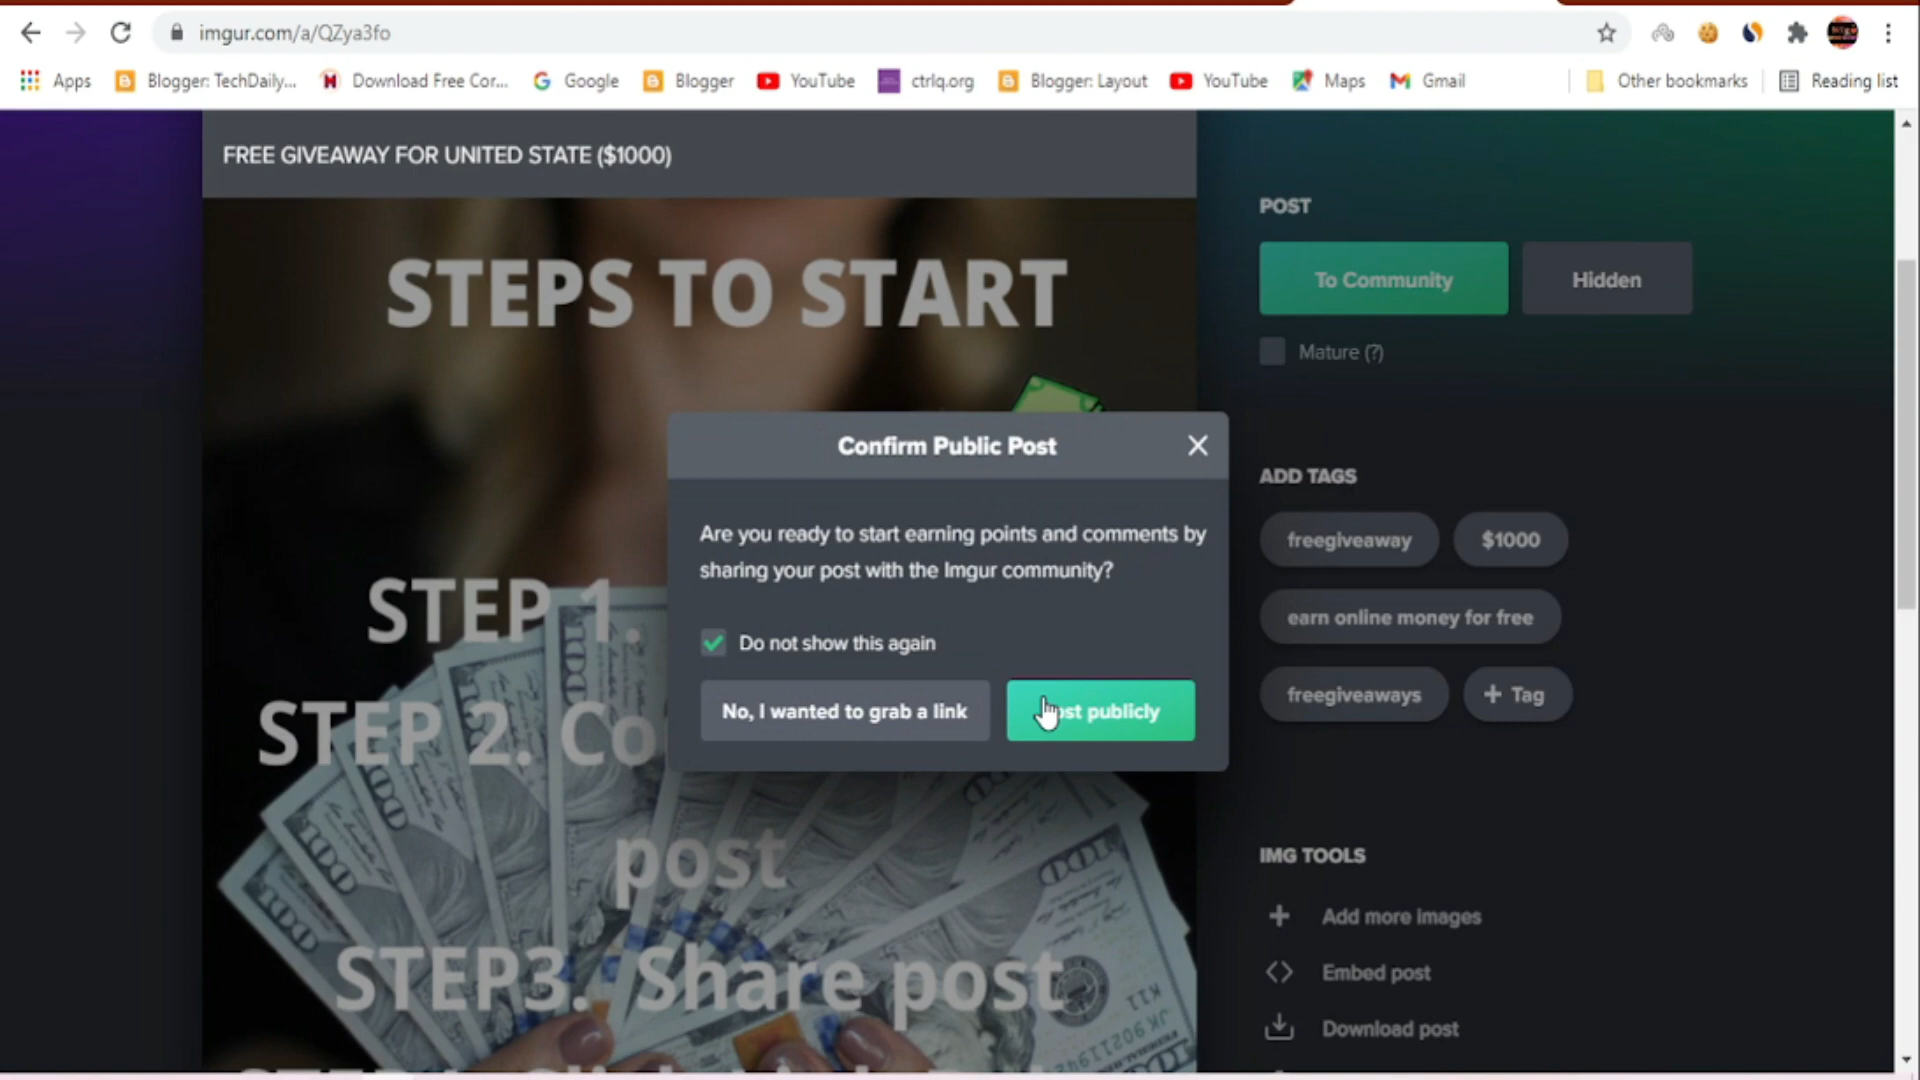 imgur.com/a/QZya3fo
Apps Blogger: TechDaily... Download Free Cor... Google Blogger YouTube ctrlq.org Blogger: Layout YouTube Maps Gmail Other bookmarks Reading list
FREE GIVEAWAY FOR UNITED STATE ($1000)
STEPS TO START
STEP 1.
STEP 2. Co
post
STEP3. Share post
POST
To Community Hidden
Mature (?)
Confirm Public Post
Are you ready to start earning points and comments by
sharing your post with the Imgur community?
Do not show this again
No, I wanted to grab a link
ost publicly
ADD TAGS
freegiveaway $1000
earn online money for free
freegiveaways + Tag
IMG TOOLS
Add more images
Embed post
Download post